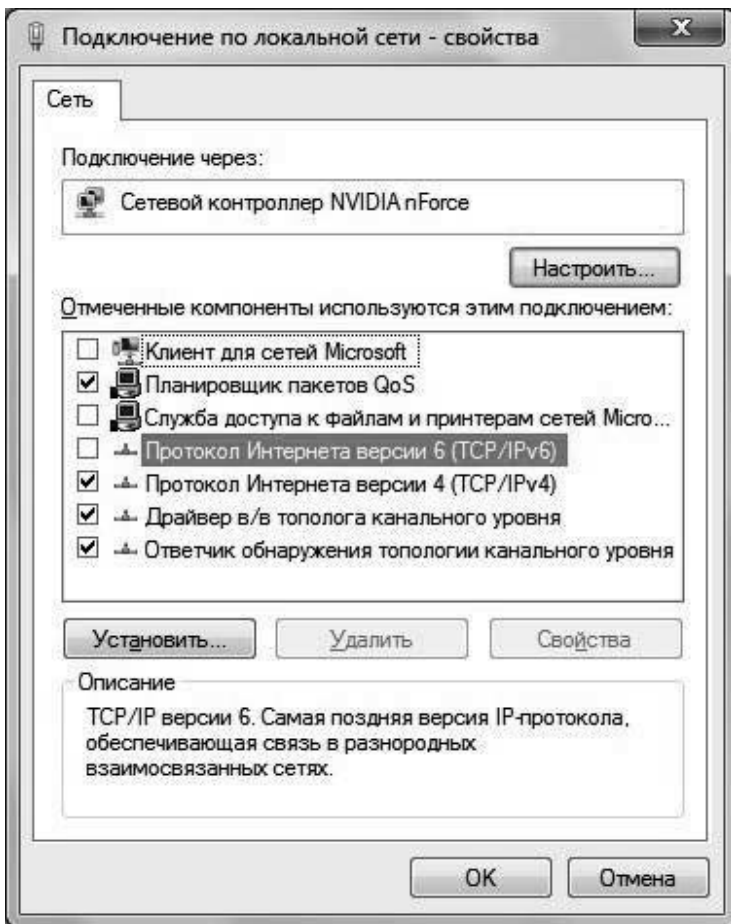 Подключение по локальной сети - свойства
Сеть
Подключение через:
Сетевой контроллер NVIDIA nForce
Настроить...
Отмеченные компоненты используются этим подключением:
Клиент для сетей Microsoft
Планировщик пакетов QoS
Служба доступа к файлам и принтерам сетей Micro...
Протокол Интернета версии 6 (TCP/IPv6)
Протокол Интернета версии 4 (TCP/IPv4)
Драйвер в/в тополога канального уровня
Ответчик обнаружения топологии канального уровня
Установить... Удалить Свойства
Описание
TCP/IP версии 6. Самая поздняя версия IP-протокола,
обеспечивающая связь в разнородных
взаимосвязанных сетях.
OK Отмена